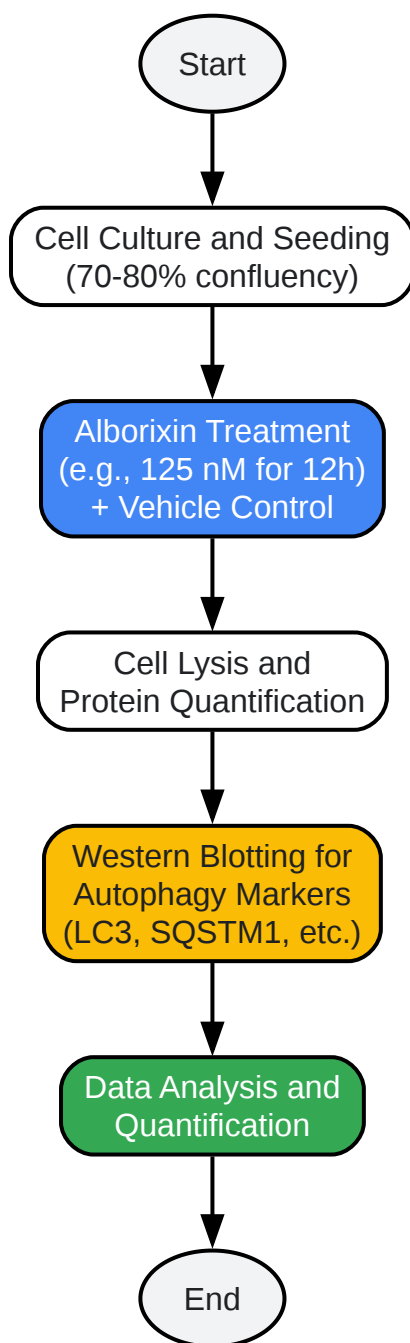 Start
Cell Culture and Seeding
(70-80% confluency)
Alborixin Treatment
(e.g., 125 nM for 12h)
+ Vehicle Control
Cell Lysis and
Protein Quantification
Western Blotting for
Autophagy Markers
(LC3, SQSTM1, etc.)
Data Analysis and
Quantification
End